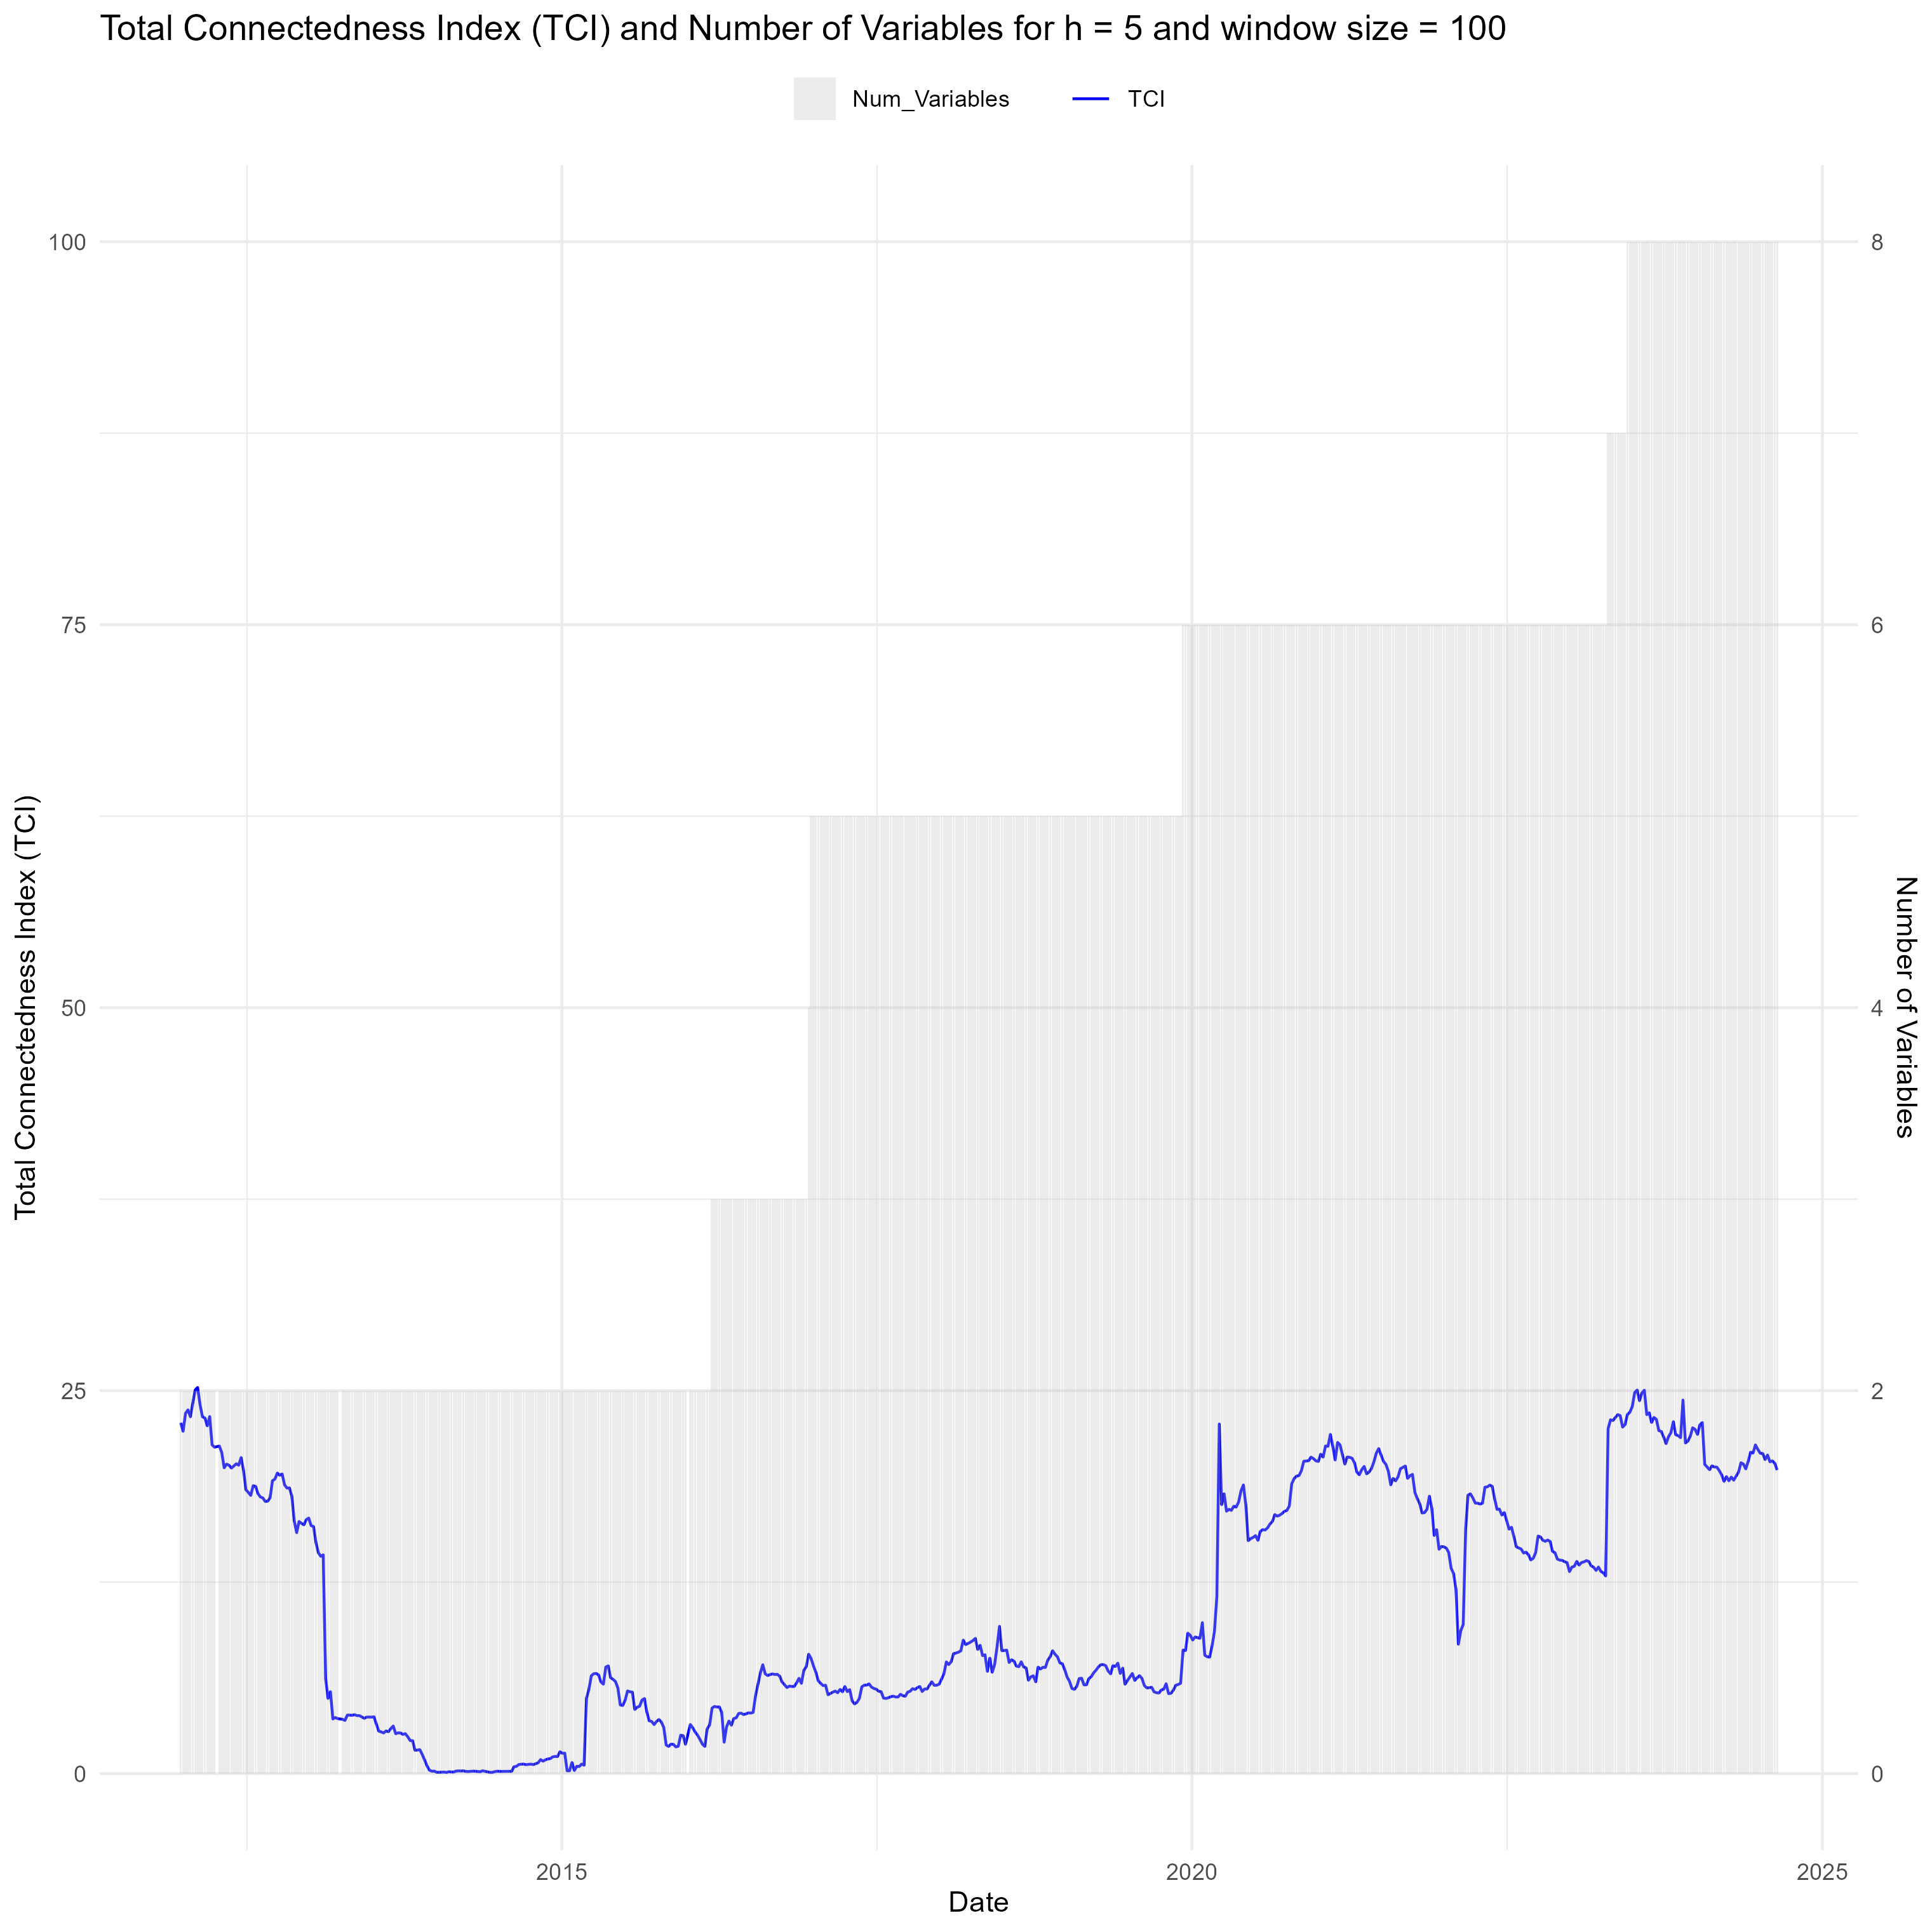 Total Connectedness Index (TCI) and Number of Variables for h = 5 and window size = 100
Num_Variables TCI
Total Connectedness Index (TCI)
100
75
50
25
0
8
6
4
2
0
Number of Variables
2015 2020 2025
Date